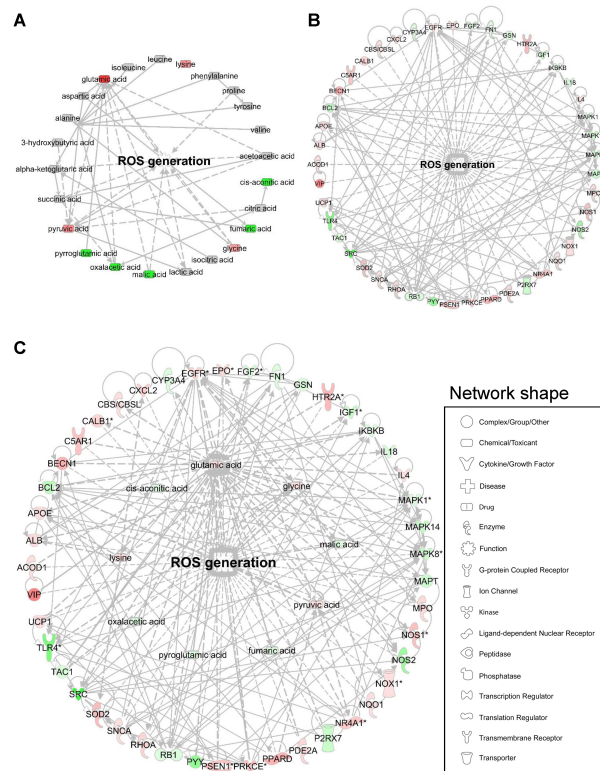 A
leucine
isoleucine
lysine
glutamic acid
phenylalanine
aspartic acid
proline
alanine
tyrosine
3-hydroxybutyric acid
valine
ROS generation
alpha-ketoglutaric acid
acetoacetic acid
cis-aconitic acid
succinic acid
citric acid
pyruvic acid
fumaric acid
pyrroglutamic acid
glycine
oxalacetic acid
isocitric acid
malic acid
lactic acid
B
EGFR
EPO
FGF2
FN1
CYP3A4
GSN
CXCL2
HTR2A
CBS/CBSL
GF1
CALB1
IKBKB
C5AR1
IL18
BECN1
IL4
BCL2
MAPK1
APOE
MAPK
ALB
MAP
ACOD1
ROS generation
MAP
VIP
MPO
UCP1
NOS1
TLR4
NOS2
TAC1
NOX1
SRC
NQO1
SOD2
NR4A1
SNCA
P2RX7
RHOA
PDE2A
RB1
PYY
PSEN1
PRKCE
PPARD
C
EGFR*
EPO*
FGF2*
FN1
CYP3A4
GSN
CXCL2
HTR2A*
CBS/CBSL
IGF1*
CALB1*
IKBKB
C5AR1
IL18
BECN1
glutamic acid
IL4
BCL2
cis-aconitic acid
glycine
MAPK1*
APOE
MAPK14
ALB
malic acid
MAPK8*
ACOD1
lysine
ROS generation
MAPT
VIP
MPO
UCP1
oxalacetic acid
pyruvic acid
NOS1*
TLR4*
NOS2
TAC1
pyroglutamic acid
fumaric acid
NOX1*
SRC
NQO1
SOD2
NR4A1*
SNCA
P2RX7
RHOA
PDE2A
RB1
PYY
PSEN1*
PRKCE*
PPARD
Network shape
Complex/Group/Other
Chemical/Toxicant
Cytokine/Growth Factor
Disease
Drug
Enzyme
Function
G-protein Coupled Receptor
Ion Channel
Kinase
Ligand-dependent Nuclear Receptor
Peptidase
Phosphatase
Transcription Regulator
Translation Regulator
Transmembrane Receptor
Transporter